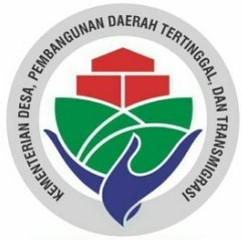 KEMENTERIAN DESA, PEMBANGUNAN DAERAH TERTINGGAL, DAN TRANSMIGRASI